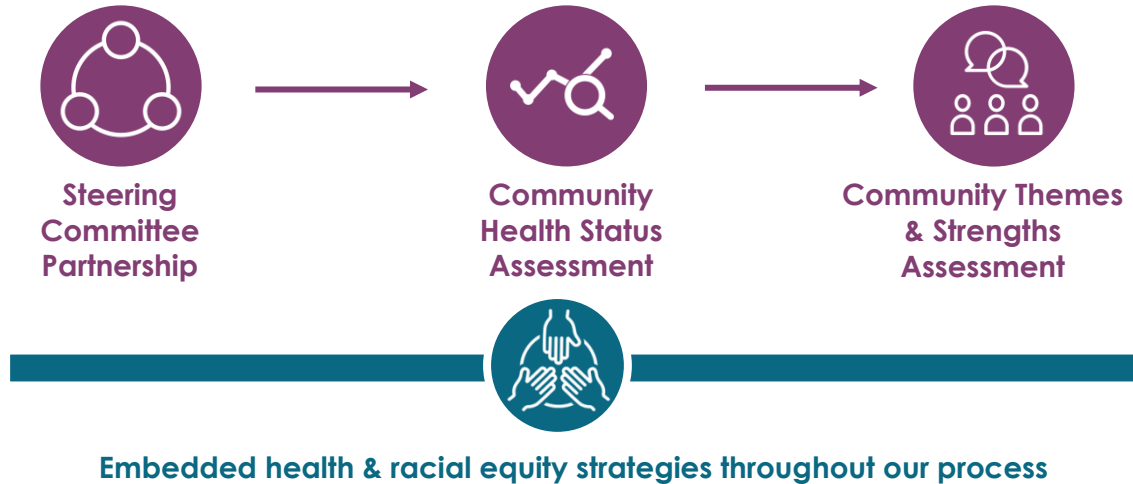 Steering
Committee
Partnership
Community
Health Status
Assessment
Community Themes
& Strengths
Assessment
Embedded health & racial equity strategies throughout our process